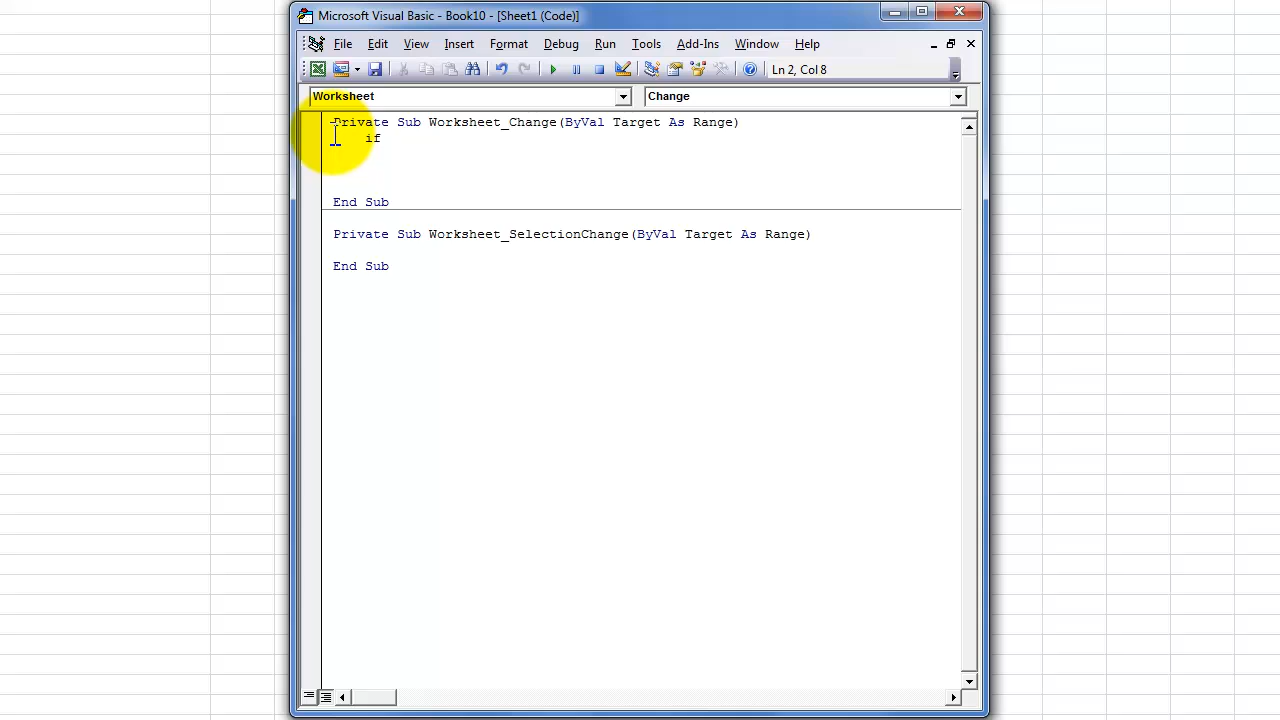 Microsoft Visual Basic - Book10 - [Sheet1 (Code)]
File Edit View Insert Format Debug Run Tools Add-Ins Window Help
Ln 2, Col 8
Worksheet Change
Private Sub Worksheet_Change(ByVal Target As Range)
if
End Sub
Private Sub Worksheet_SelectionChange(ByVal Target As Range)
End Sub